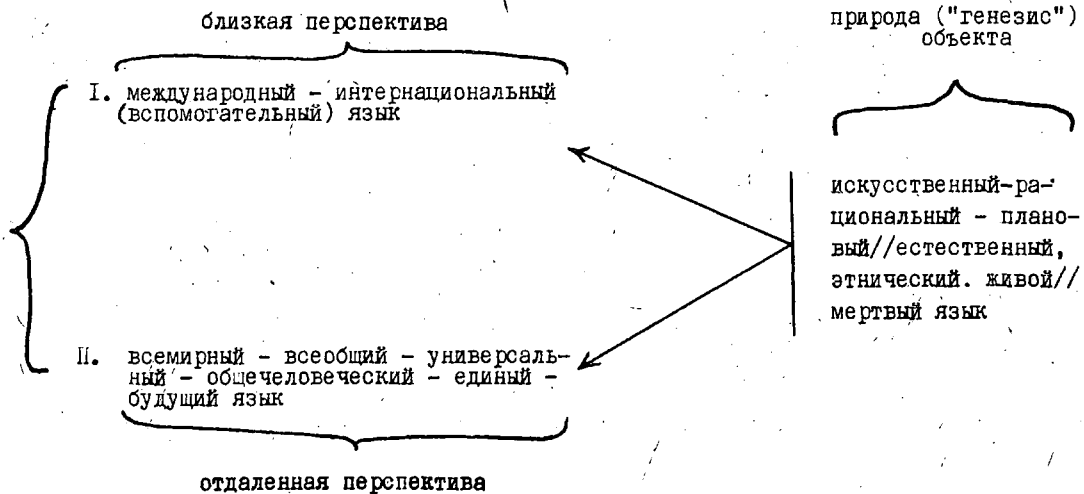 близкая перспектива
I. международный - интернациональный
(вспомогательный) язык
II. всемирный - всеобщий - универсаль-
ный - общечеловеческий - единый -
будущий язык
отдаленная перспектива
природа ("генезис")
объекта
искусственный-ра-
циональный - плано-
вый//естественный,
этнический. живой//
мертвый язык